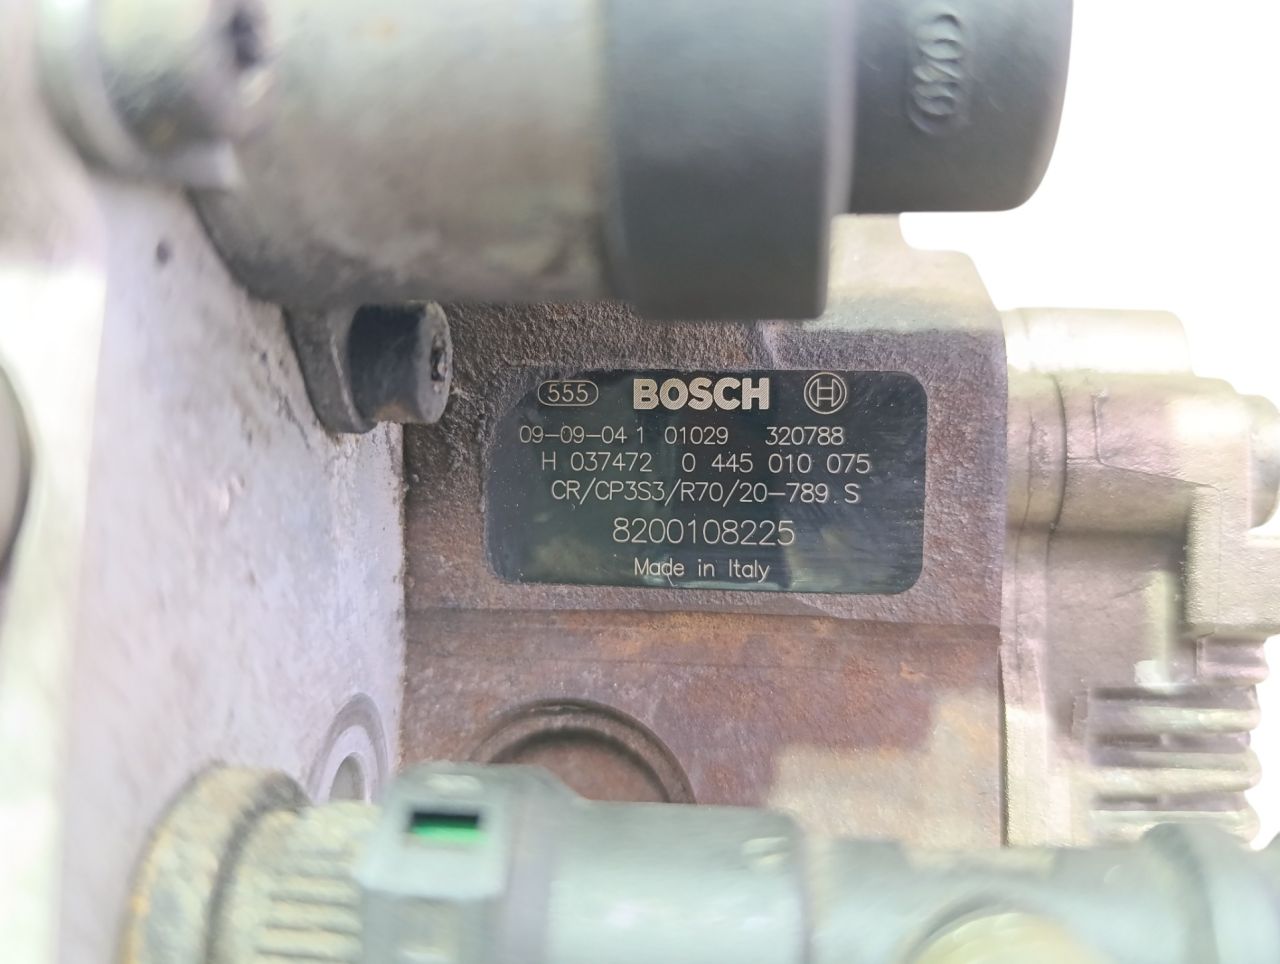 040
555 BOSCH H
09-09-04 1 01029 320788
H 037472 0 445 010 075
CR/CP3S3/R70/20-789 S
8200108225
Made in Italy